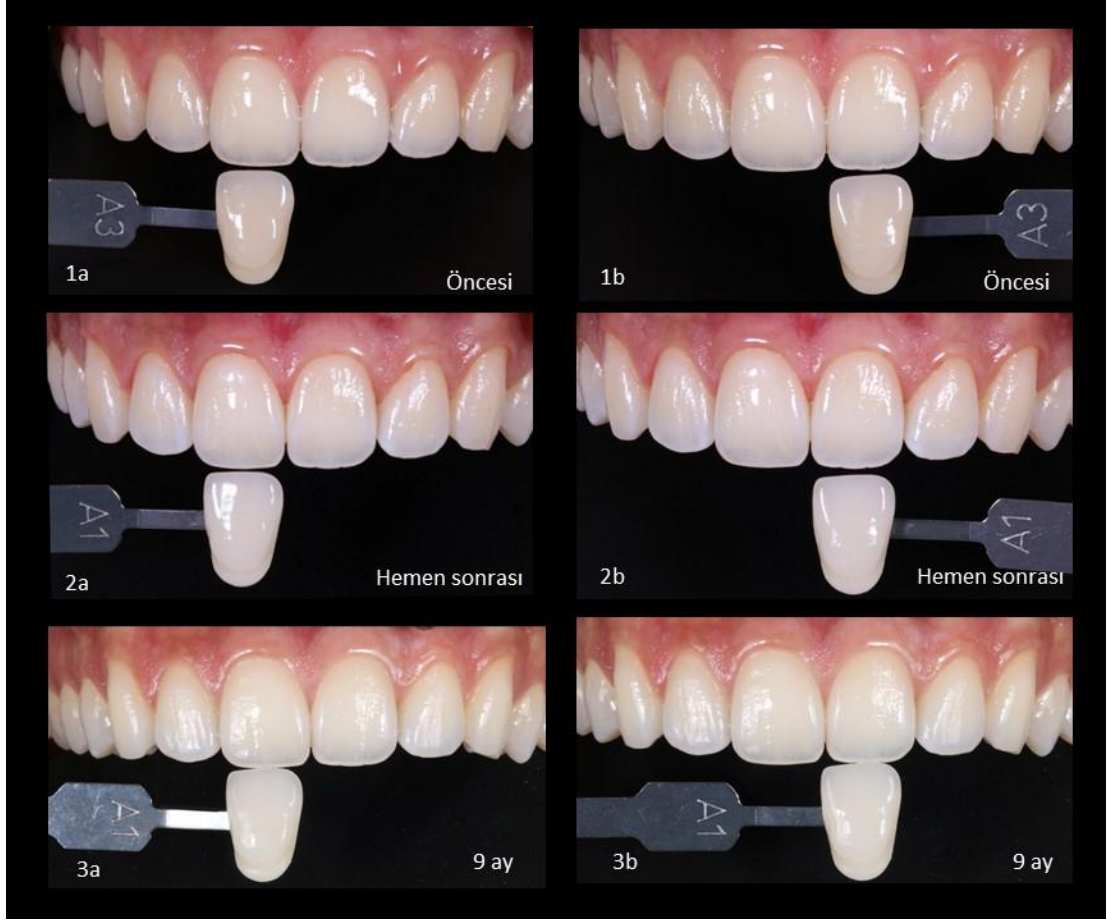 A3
1a
Öncesi
A3
1b
Öncesi
A1
2a
Hemen sonrası
A1
2b
Hemen sonrası
A1
3a
9 ay
A1
3b
9 ay